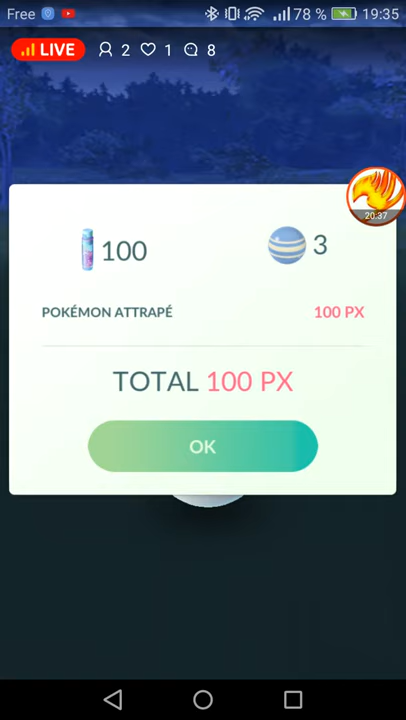 Free 78 % 19:35
LIVE 2 1 8
20:37
100 3
POKÉMON ATTRAPÉ 100 PX
TOTAL 100 PX
OK